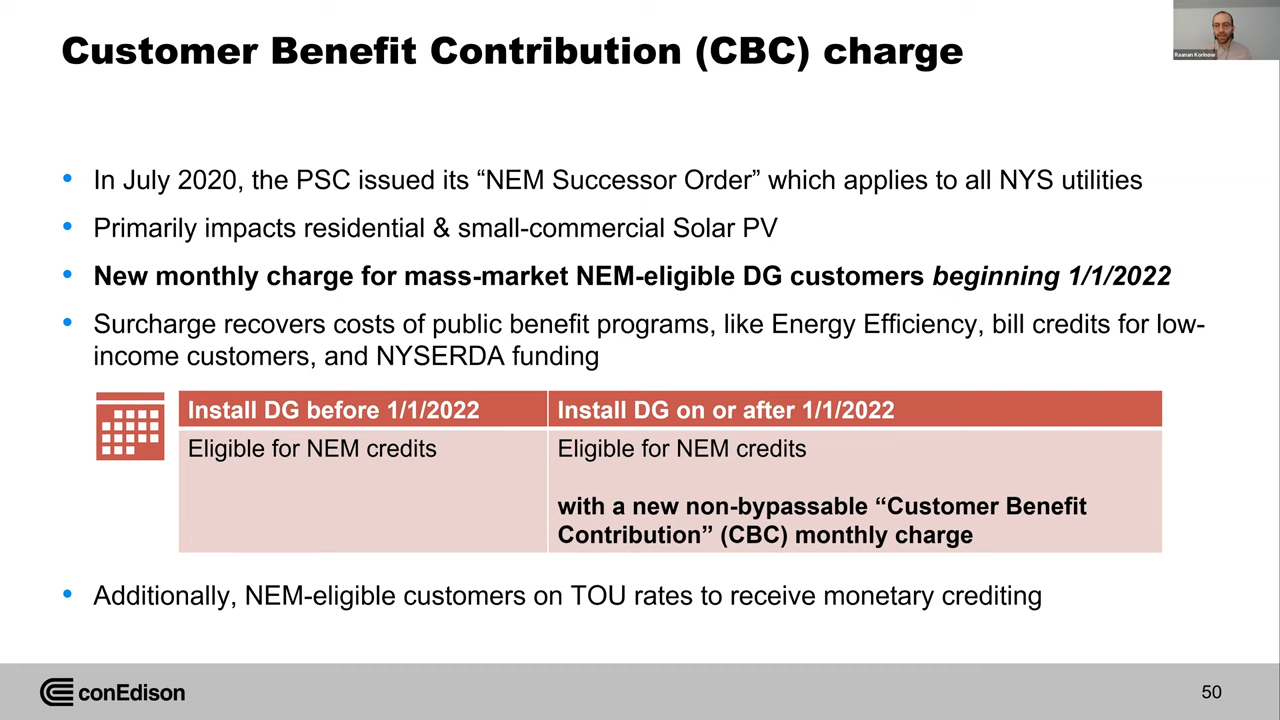 Customer Benefit Contribution (CBC) charge
Raanan Korinow
In July 2020, the PSC issued its “NEM Successor Order” which applies to all NYS utilities
Primarily impacts residential & small-commercial Solar PV
New monthly charge for mass-market NEM-eligible DG customers beginning 1/1/2022
Surcharge recovers costs of public benefit programs, like Energy Efficiency, bill credits for low-
income customers, and NYSERDA funding
Install DG before 1/1/2022
Install DG on or after 1/1/2022
Eligible for NEM credits
Eligible for NEM credits
with a new non-bypassable “Customer Benefit
Contribution” (CBC) monthly charge
Additionally, NEM-eligible customers on TOU rates to receive monetary crediting
conEdison
50